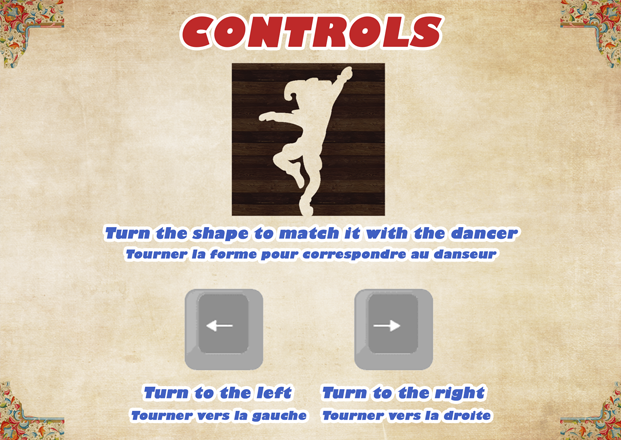 CONTROLS
Turn the shape to match it with the dancer
Tourner la forme pour correspondre au danseur
Turn to the left
Tourner vers la gauche
Turn to the right
Tourner vers la droite